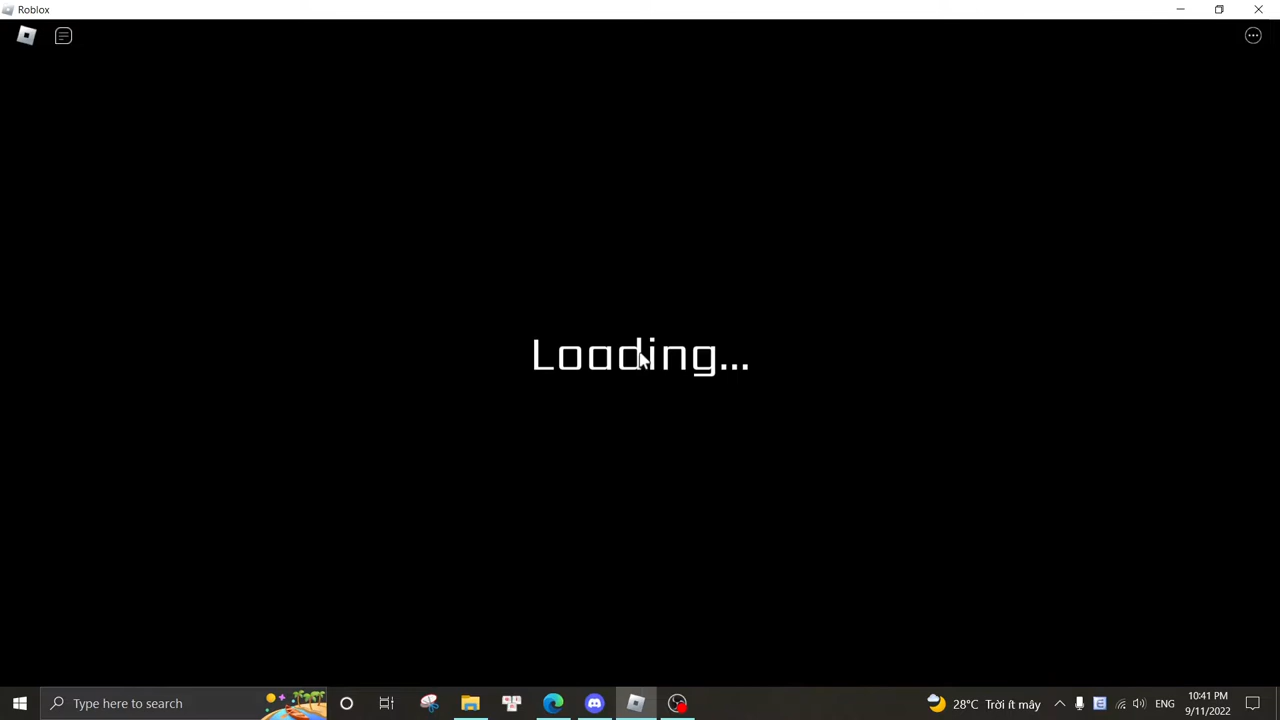 Roblox
Loading...
Type here to search
28°C Trời ít mây
ENG
10:41 PM
9/11/2022